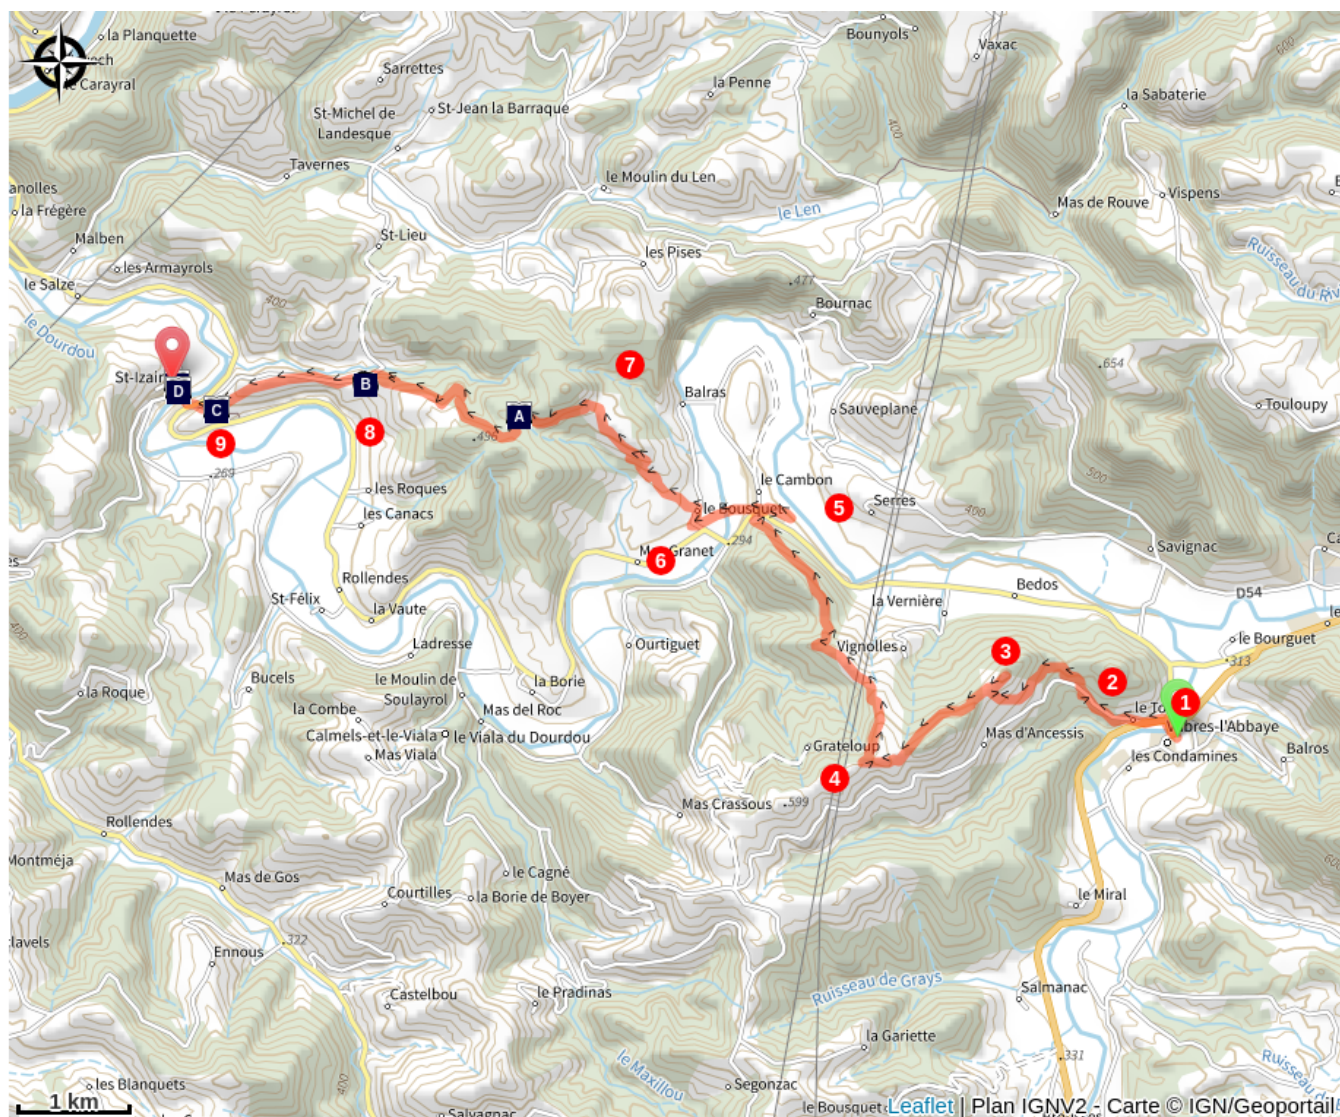 la Planquette
Bounyols
Vaxac
Carayral
Sarrettes
la Penne
la Sabaterie
St-Michel de
Landesque
St-Jean la Barraque
400
600
Tavernes
le Moulin du Len
Vispens
Mas de Rouve
la Frégère
le Len
Malben
St-Lieu
les Pises
les Armayrols
le Salze
477
Bournac
400
le Dourdou
654
7
St-Izaire
D
B
Balras
Touloupy
C
A
Sauveplane
9
8
496
269
le Cambon
500
les Roques
5
Serres
400
les Canacs
le Bousquet
294
Savignac
6
Rollendes
Bedos
D54
St-Félix
la Vaute
la Vernière
Ladresse
Ourtiguet
Vignolles
3
le Bourguet
313
Bucels
le Moulin de
Soulayrol
la Borie
2
la Roque
1
la Combe
Mas del Roc
Calmels-et-le-Viala
le Viala du Dourdou
Mas d'Ancessis
Mas Viala
Grateloup
les Condamines
Balros
4
Mas Crassous
599
Rollendes
Montméja
Mas de Gos
le Cagné
Courtilles
la Borie de Boyer
le Miral
322
Ennous
Castelbou
le Pradinas
Ruisseau de Grays
Salmanac
la Gariette
331
400
le Maxillou
les Blanquets
Segonzac
1 km
Salvagnac
le Bousquet
Leaflet | Plan IGNV2 - Carte © IGN/Geoportail